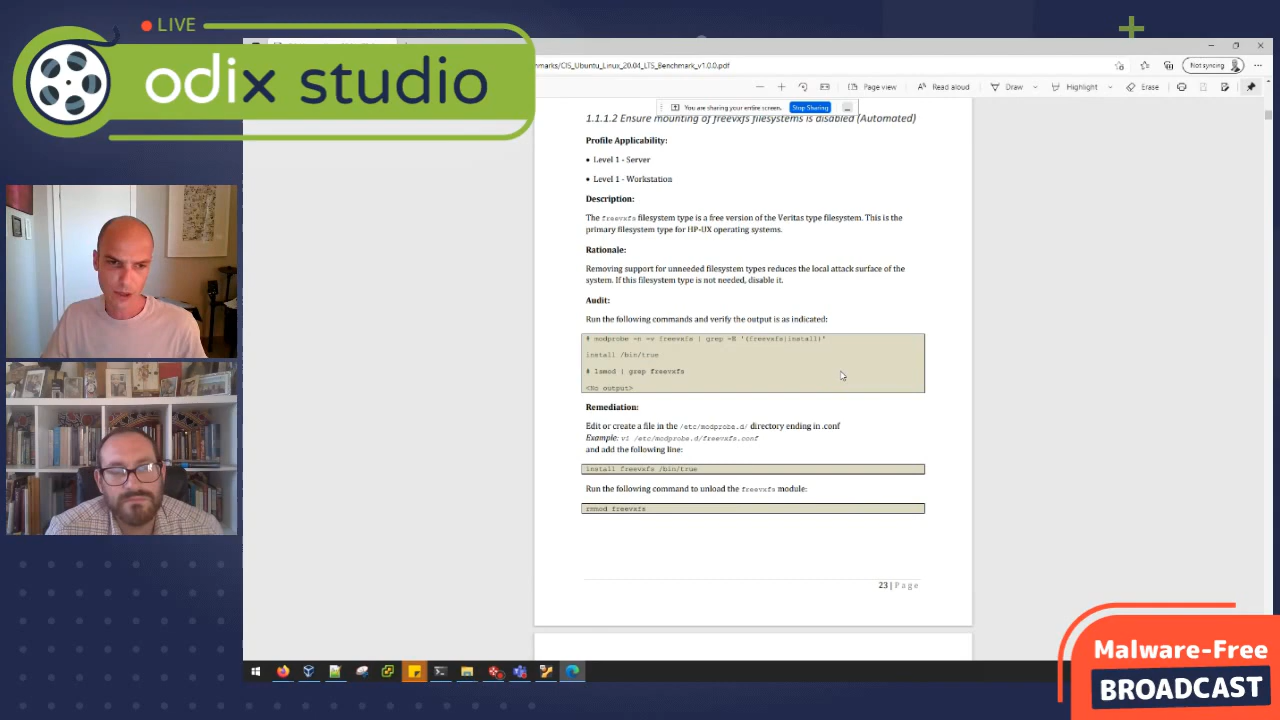 LIVE
odix studio
nmarks/CIS_Ubuntu_Linux_20.04_LTS_Benchmark_v1.0.0.pdf
Not syncing
Page view
Read aloud
Draw
Highlight
Erase
You are sharing your entire screen.
Stop Sharing
1.1.1.2 Ensure mounting of freevxfs filesystems is disabled (Automated)
Profile Applicability:
• Level 1 - Server
• Level 1 - Workstation
Description:
The freevxfs filesystem type is a free version of the Veritas type filesystem. This is the
primary filesystem type for HP-UX operating systems.
Rationale:
Removing support for unneeded filesystem types reduces the local attack surface of the
system. If this filesystem type is not needed, disable it.
Audit:
Run the following commands and verify the output is as indicated:
# modprobe -n -v freevxfs | grep -E '(freevxfs|install)'
install /bin/true
# lsmod | grep freevxfs
<No output>
Remediation:
Edit or create a file in the /etc/modprobe.d/ directory ending in .conf
Example: vi /etc/modprobe.d/freevxfs.conf
and add the following line:
install freevxfs /bin/true
Run the following command to unload the freevxfs module:
rmmod freevxfs
23 | Page
Malware-Free
BROADCAST